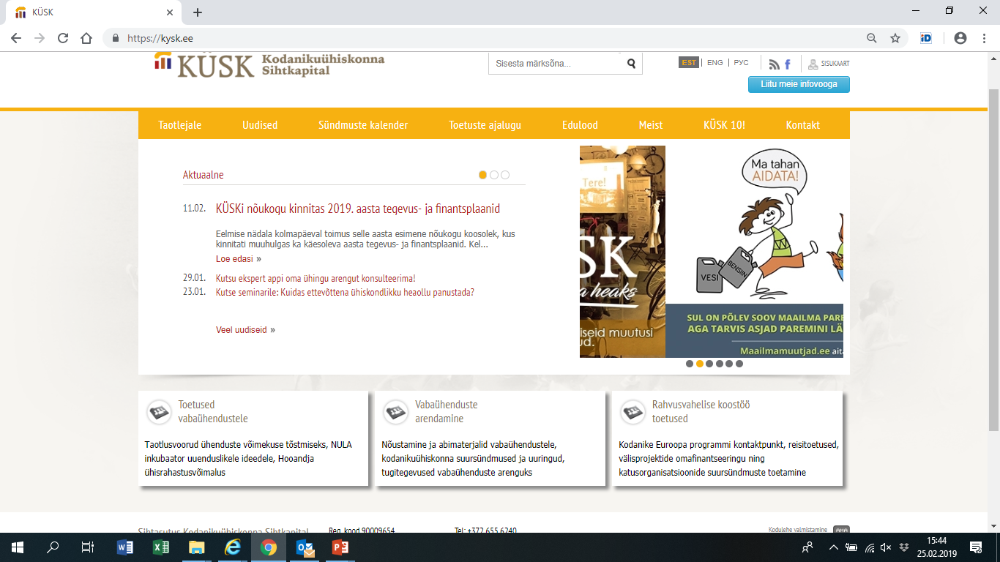 KÜSK
https://kysk.ee
KÜSK Kodanikuühiskonna
Sihtkapital
Sisesta märksõna...
EST | ENG | РУС
SISUKAART
Liitu meie infovooga
Taotlejale Uudised Sündmuste kalender Toetuste ajalugu Edulood Meist KÜSK 10! Kontakt
Aktuaalne
11.02. KÜSKi nõukogu kinnitas 2019. aasta tegevus- ja finantsplaanid
Eelmise nädala kolmapäeval toimus selle aasta esimene nõukogu koosolek, kus
kinnitati muuhulgas ka käesoleva aasta tegevus- ja finantsplaanid. Kel...
Loe edasi »
29.01. Kutsu ekspert appi oma ühingu arengut konsulteerima!
23.01. Kutse seminarile: Kuidas ettevõttena ühiskondlikku heaollu panustada?
Veel uudiseid »
Tere!
SK
a heaks
iseid muutusi
ud.
Ma tahan
AIDATA!
VESI
BENSIIN
SUL ON PÕLEV SOOV MAAILMA PARE
AGA TARVIS ASJAD PAREMINI LÄ
Maailmamuutjad.ee aita
Toetused
vabaühendustele
Taotlusvoorud ühenduste võimekuse tõstmiseks, NULA
inkubaator uuenduslikele ideedele, Hooandja
ühisrahastusvõimalus
Vabaühenduste
arendamine
Nõustamine ja abimaterjalid vabaühendustele,
kodanikuühiskonna suursündmused ja uuringud,
tugitegevused vabaühenduste arenguks
Rahvusvahelise koostöö
toetused
Kodanike Euroopa programmi kontaktpunkt, reisitoetused,
välisprojektide omafinantseeringu ning
katusorganisatsioonide suursündmuste toetamine
Sihtasutus Kodanikuühiskonna Sihtkapital Reg. kood 90009654 Tel: +372 655 6240 Kodulehe valmistamine
15:44
25.02.2019